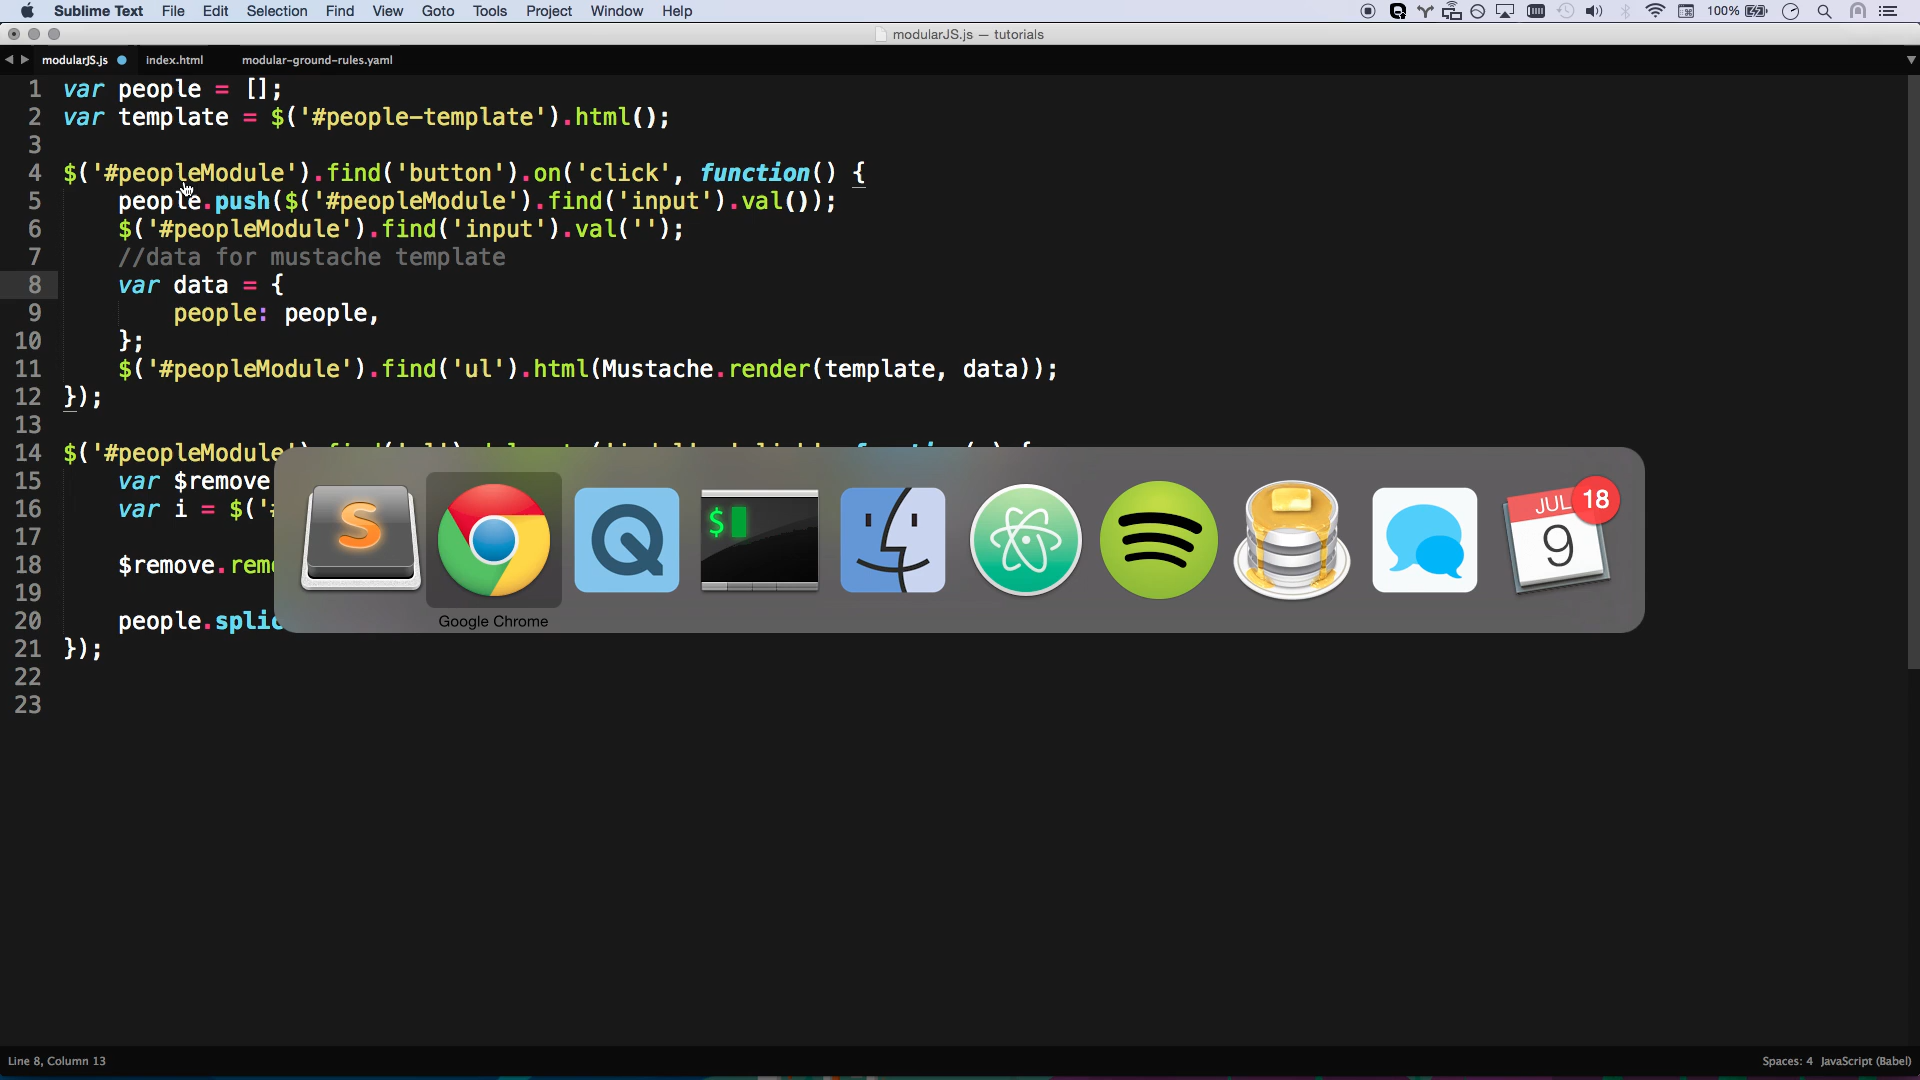 Sublime Text File Edit Selection Find View Goto Tools Project Window Help 100%
modularJS.js — tutorials
modularJS.js index.html modular-ground-rules.yaml
1 var people = [];
2 var template = $('#people-template').html();
3
4 $('#peopleModule').find('button').on('click', function() {
5 people.push($('#peopleModule').find('input').val());
6 $('#peopleModule').find('input').val('');
7 //data for mustache template
8 var data = {
9 people: people,
10 };
11 $('#peopleModule').find('ul').html(Mustache.render(template, data));
12 });
13
14 $('#peopleModule
15 var $remove
16 var i = $('
17
18 $remove.rem
19
20 people.splic
21 });
22
23
S
$
JUL
9
18
Google Chrome
Line 8, Column 13 Spaces: 4 JavaScript (Babel)